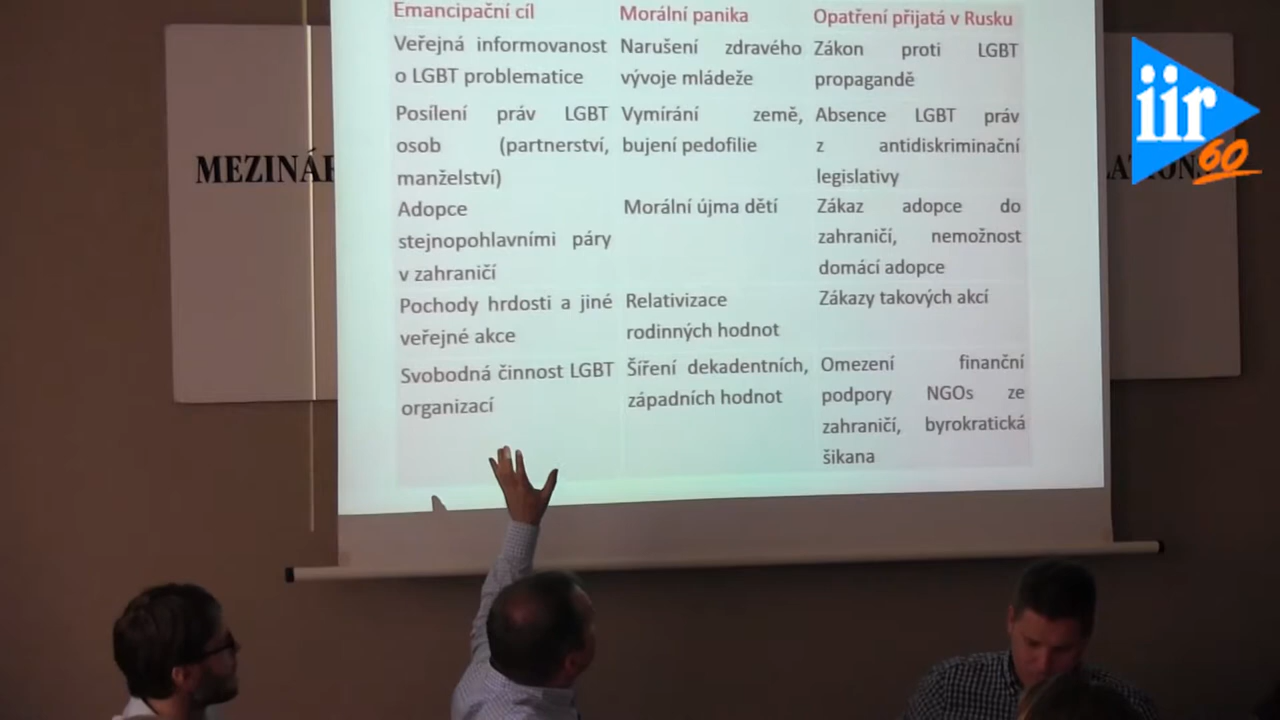 Emancipační cíl
Morální panika
Opatření přijatá v Rusku
Veřejná informovanost
o LGBT problematice
Narušení zdravého
vývoje mládeže
Zákon proti LGBT
propagandě
Posílení práv LGBT
osob (partnerství,
manželství)
Vymírání země,
bujení pedofilie
Absence LGBT práv
z antidiskriminační
legislativy
Adopce
stejnopohlavními páry
v zahraničí
Morální újma dětí
Zákaz adopce do
zahraničí, nemožnost
domácí adopce
Pochody hrdosti a jiné
veřejné akce
Relativizace
rodinných hodnot
Zákazy takových akcí
Svobodná činnost LGBT
organizací
Šíření dekadentních,
západních hodnot
Omezení finanční
podpory NGOs ze
zahraničí, byrokratická
šikana
iir
60